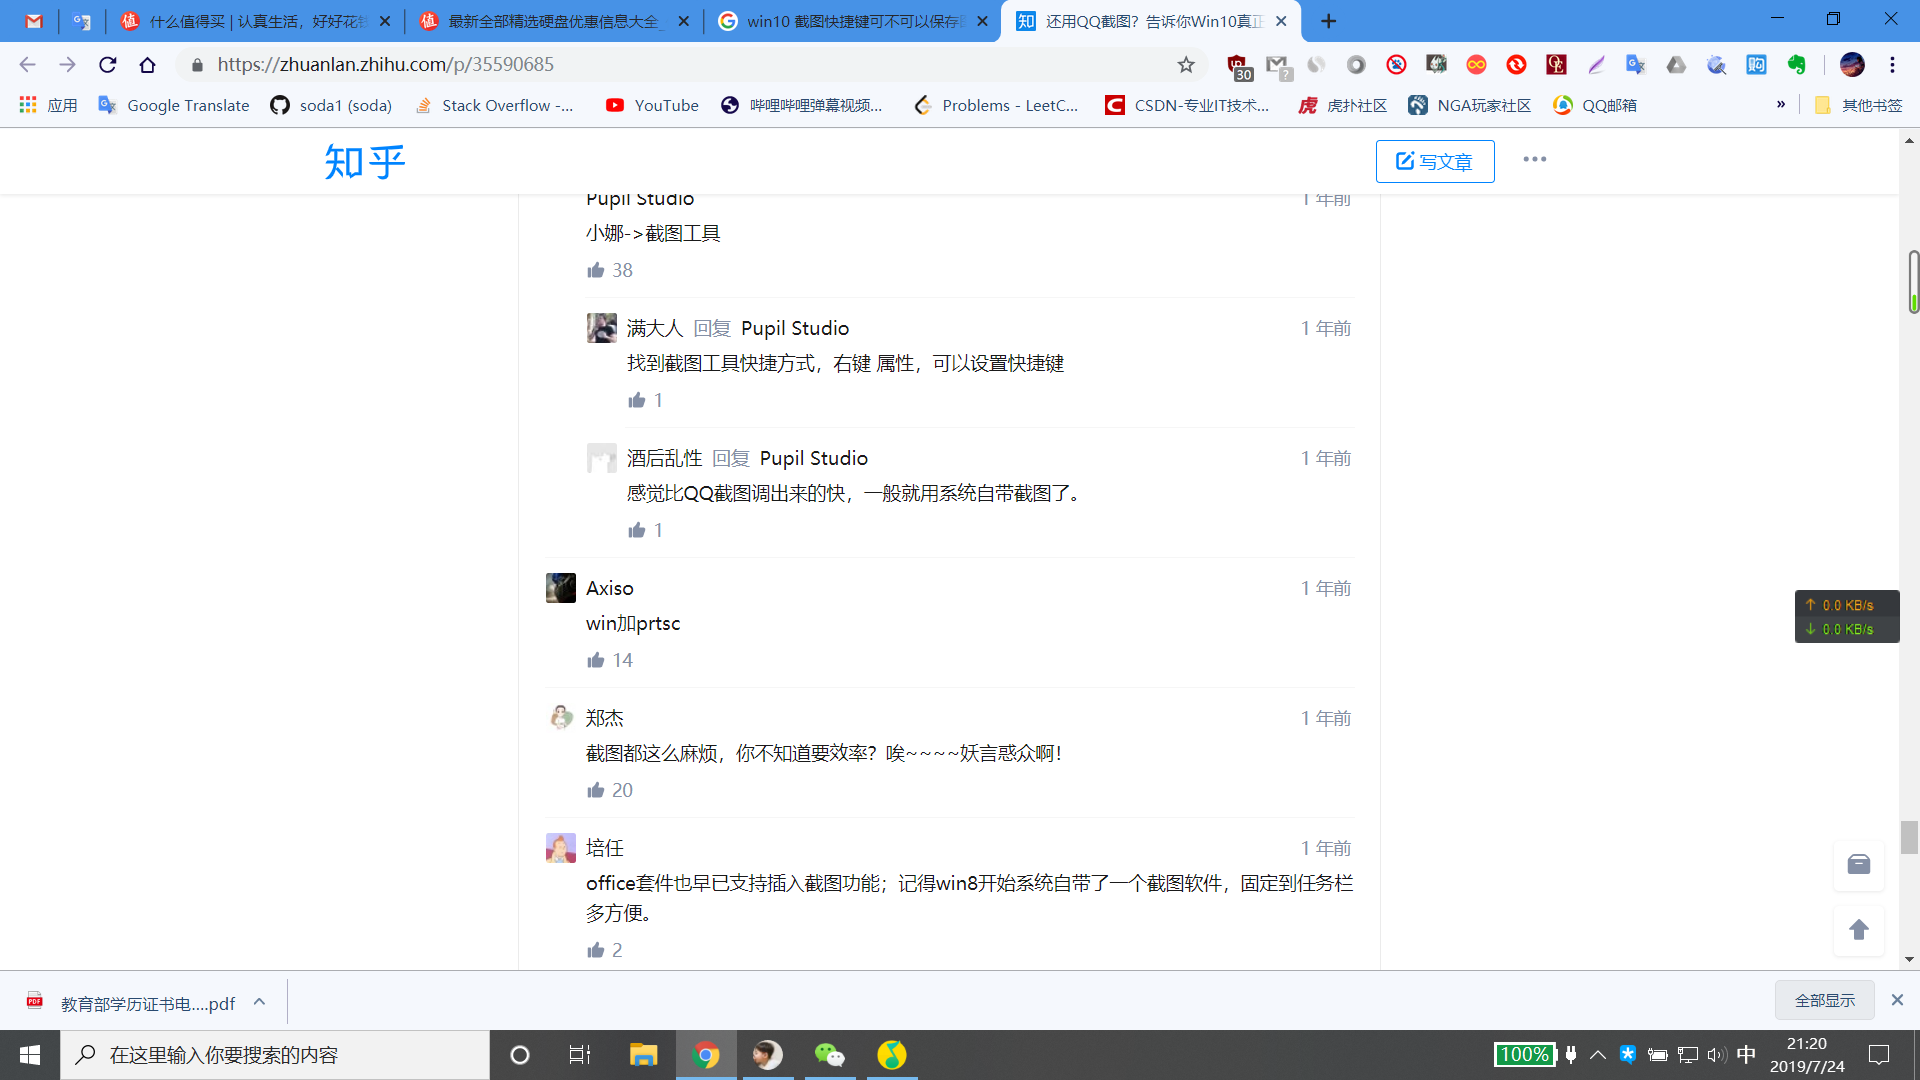 什么值得买 | 认真生活，好好花钱
最新全部精选硬盘优惠信息大全_
win10 截图快捷键可不可以保存
还用QQ截图？告诉你Win10真正
https://zhuanlan.zhihu.com/p/35590685
30
?
应用
Google Translate
soda1 (soda)
Stack Overflow -...
YouTube
哔哩哔哩弹幕视频...
Problems - LeetC...
CSDN-专业IT技术...
虎扑社区
NGA玩家社区
QQ邮箱
»
其他书签
知乎
写文章
Pupil Studio
1 年前
小娜->截图工具
38
满大人 回复 Pupil Studio
1 年前
找到截图工具快捷方式，右键 属性，可以设置快捷键
1
酒后乱性 回复 Pupil Studio
1 年前
感觉比QQ截图调出来的快，一般就用系统自带截图了。
1
Axiso
1 年前
win加prtsc
14
郑杰
1 年前
截图都这么麻烦，你不知道要效率？唉~~~~妖言惑众啊！
20
培任
1 年前
office套件也早已支持插入截图功能；记得win8开始系统自带了一个截图软件，固定到任务栏
多方便。
2
↑ 0.0 KB/s
↓ 0.0 KB/s
教育部学历证书电....pdf
全部显示
在这里输入你要搜索的内容
100%
中
21:20
2019/7/24